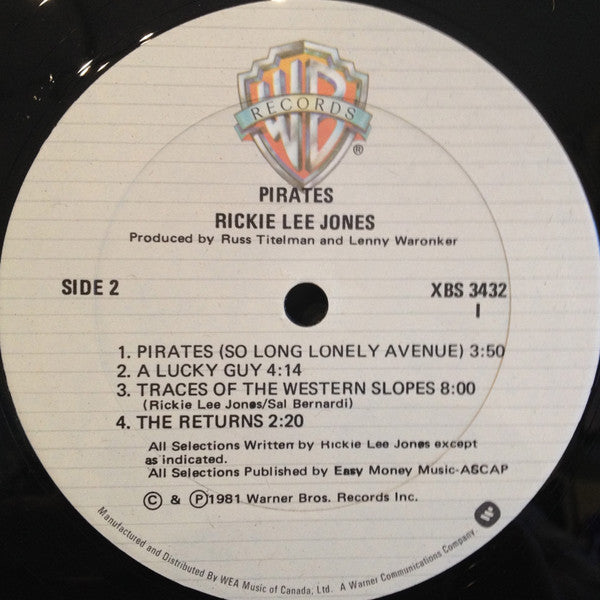 WB
RECORDS
®
PIRATES
RICKIE LEE JONES
Produced by Russ Titelman and Lenny Waronker
SIDE 2
XBS 3432
1
1. PIRATES (SO LONG LONELY AVENUE) 3:50
2. A LUCKY GUY 4:14
3. TRACES OF THE WESTERN SLOPES 8:00
(Rickie Lee Jones/Sal Bernardi)
4. THE RETURNS 2:20
All Selections Written by Rickie Lee Jones except
as indicated.
All Selections Published by Easy Money Music-ASCAP
© & ℗1981 Warner Bros. Records Inc.
Manufactured and Distributed By WEA Music of Canada, Ltd. A Warner Communications Company